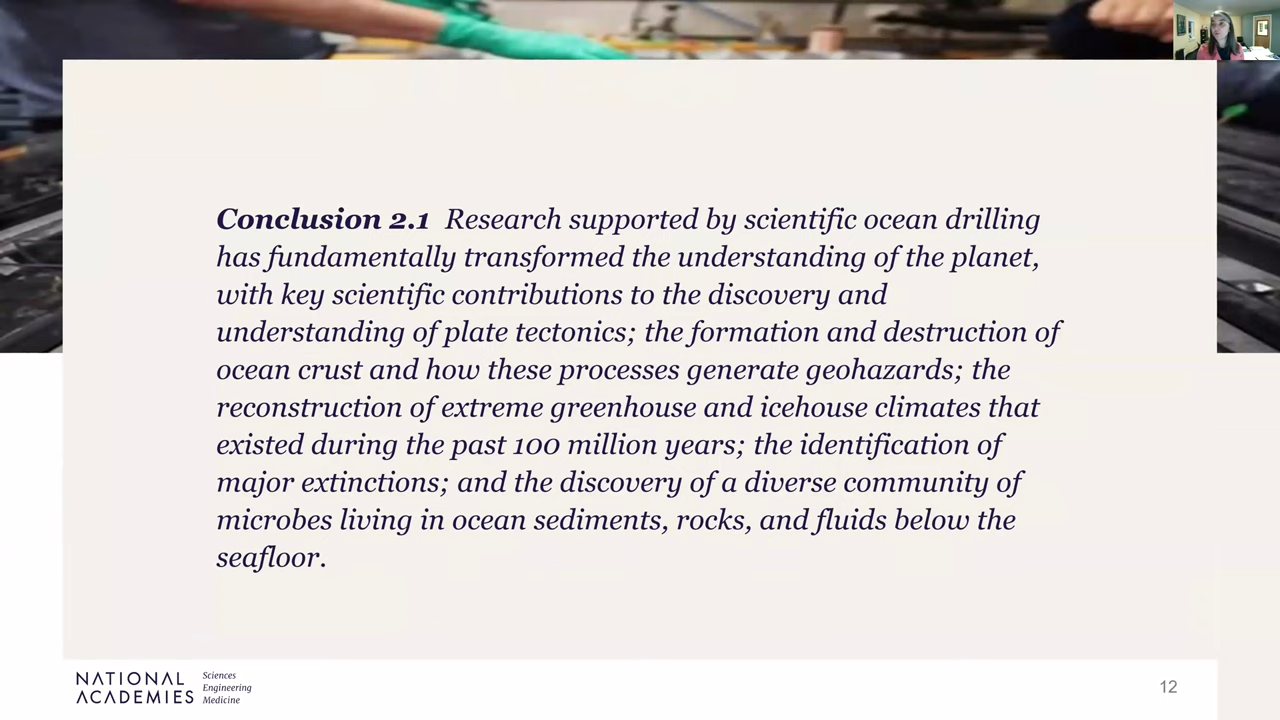 Conclusion 2.1 Research supported by scientific ocean drilling
has fundamentally transformed the understanding of the planet,
with key scientific contributions to the discovery and
understanding of plate tectonics; the formation and destruction of
ocean crust and how these processes generate geohazards; the
reconstruction of extreme greenhouse and icehouse climates that
existed during the past 100 million years; the identification of
major extinctions; and the discovery of a diverse community of
microbes living in ocean sediments, rocks, and fluids below the
seafloor.
NATIONAL
ACADEMIES
Sciences
Engineering
Medicine
12